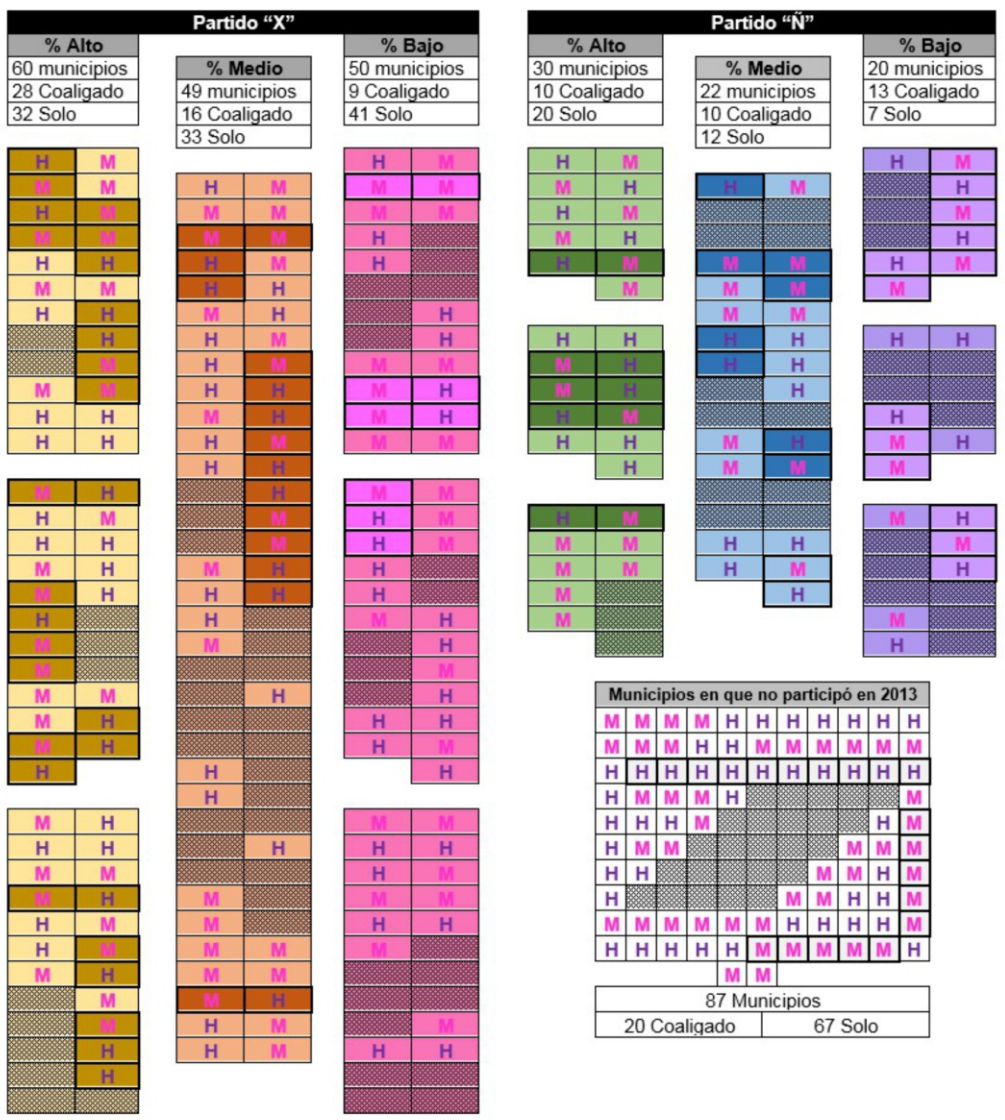 Partido “X”
% Alto
60 municipios
28 Coaligado
32 Solo
H M
M M
H M
M M
H H
M M
H H
H
M
M M
H H
H H
M H
H M
H H
M H
M H
H
M
M
M M
M H
M H
H
M H
H H
M M
M H
H M
H M
M H
M
M
H
H
% Medio
49 municipios
16 Coaligado
33 Solo
H M
M M
M M
H M
H H
M H
H H
H M
H H
M H
H M
H H
H
M
M
M H
H H
H
M
H
H
H
H
M
M
M M
M M
M H
H M
H M
% Bajo
50 municipios
9 Coaligado
41 Solo
H M
M M
M M
H
H
H
H
M M
M H
M H
M M
M M
H M
H M
H
H
M H
H
M
H
H H
H M
H
M M
H H
H M
M M
H H
M
M
H H
Partido “Ñ”
% Alto
30 municipios
10 Coaligado
20 Solo
H M
M H
H M
M H
H M
M
H H
M H
M H
H M
H H
H
H M
M M
M M
M
M
% Medio
22 municipios
10 Coaligado
12 Solo
H M
M M
M M
M M
H H
H H
H
M H
M M
H H
H M
H
% Bajo
20 municipios
13 Coaligado
7 Solo
H M
H
M
H
H M
M
H H
H
M H
M
M H
M
H
M
H
Municipios en que no participó en 2013
M M M M H H H H H H H
M M M H H M M M M M M
H H H H H H H H H H H
H M M M H M
H H H M H M
H M M M M M
H H M M H M
H M M H H M
M M M M M M H H H H M
H H H H H M M M M M H
M M
87 Municipios
20 Coaligado 67 Solo